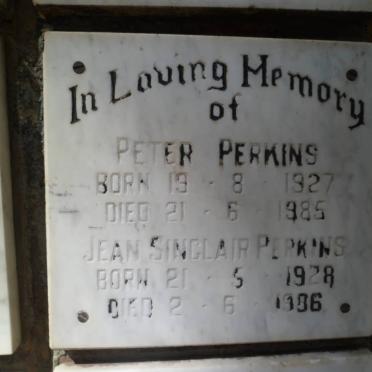 In Loving Memory
of
PETER PERKINS
BORN 19 - 8 - 1927
DIED 21 - 6 - 1985
JEAN SINCLAIR PERKINS
BORN 21 - 5 - 1928
DIED 2 - 6 - 1986